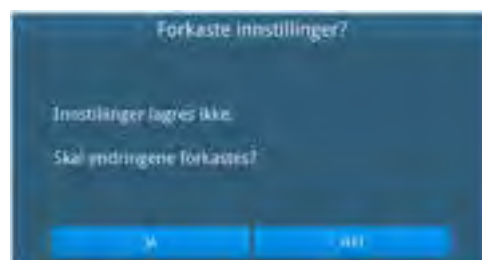 Forkaste innstillinger?
Innstillinger lagres ikke.
Skal endringene forkastes?
JA
NEI